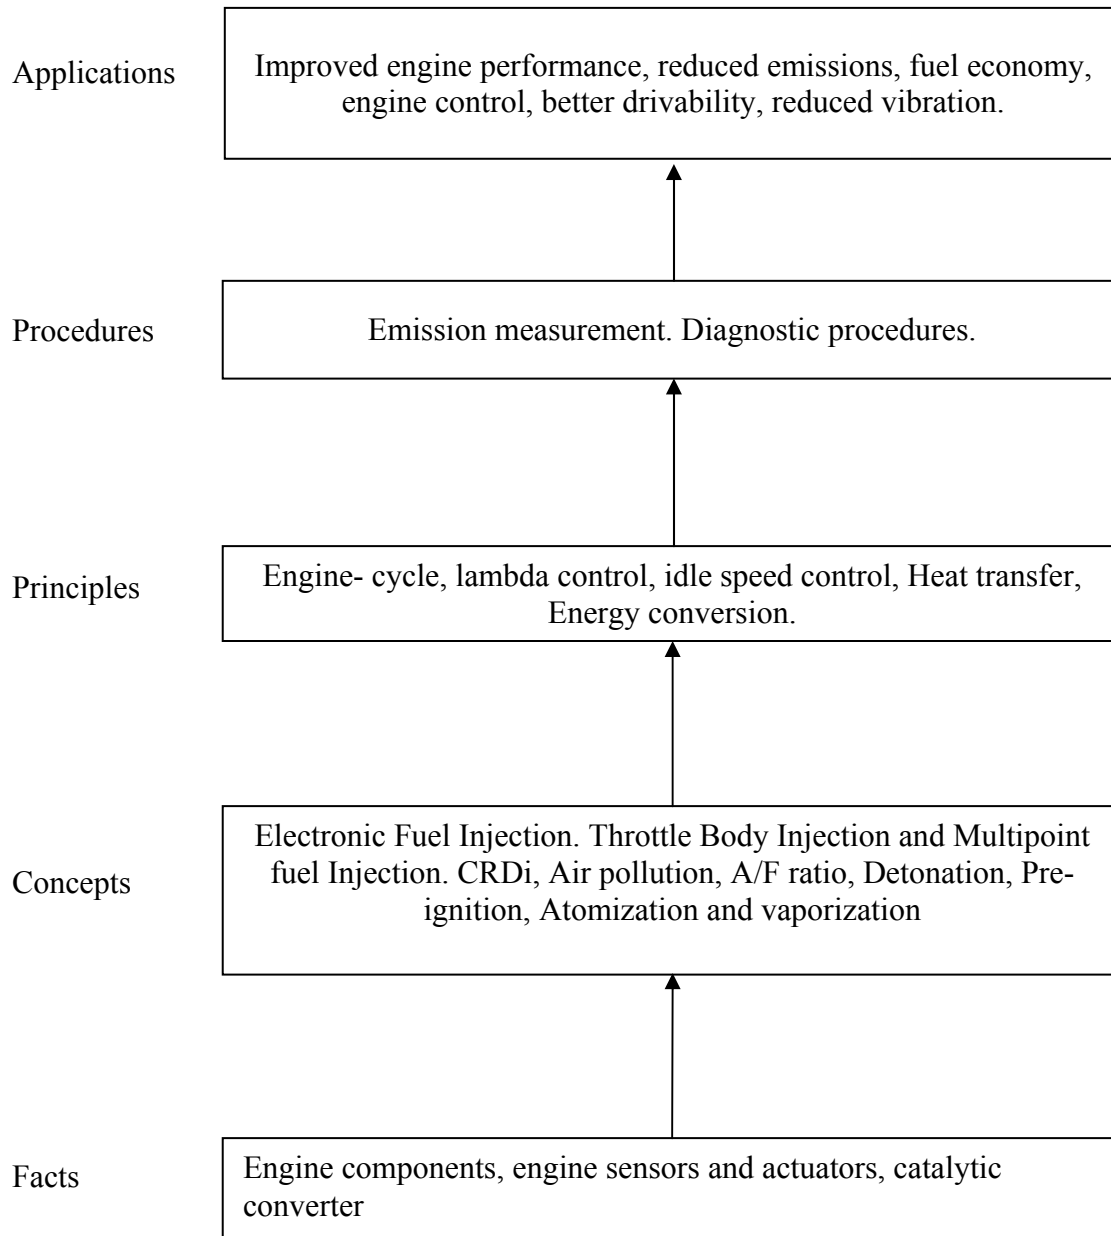 Applications
Improved engine performance, reduced emissions, fuel economy,
engine control, better drivability, reduced vibration.
Procedures
Emission measurement. Diagnostic procedures.
Principles
Engine- cycle, lambda control, idle speed control, Heat transfer,
Energy conversion.
Concepts
Electronic Fuel Injection. Throttle Body Injection and Multipoint
fuel Injection. CRDi, Air pollution, A/F ratio, Detonation, Pre-
ignition, Atomization and vaporization
Facts
Engine components, engine sensors and actuators, catalytic
converter